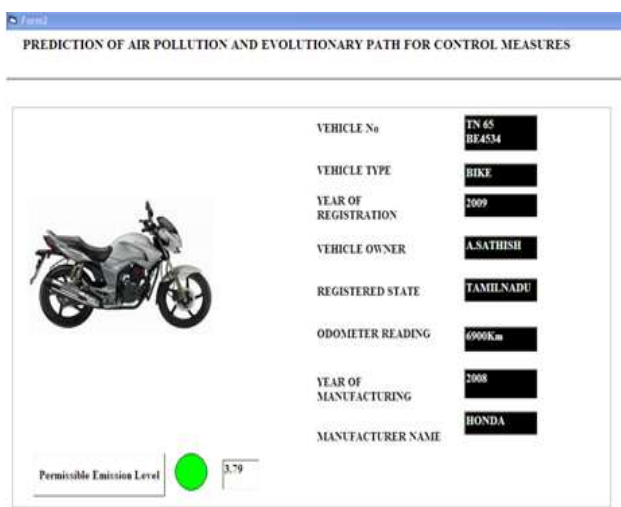 Form2
PREDICTION OF AIR POLLUTION AND EVOLUTIONARY PATH FOR CONTROL MEASURES
VEHICLE No
TN 65
BE4534
VEHICLE TYPE
BIKE
YEAR OF
REGISTRATION
2009
VEHICLE OWNER
A.SATHISH
REGISTERED STATE
TAMILNADU
ODOMETER READING
6900Km
YEAR OF
MANUFACTURING
2008
MANUFACTURER NAME
HONDA
Permissible Emission Level
3.79